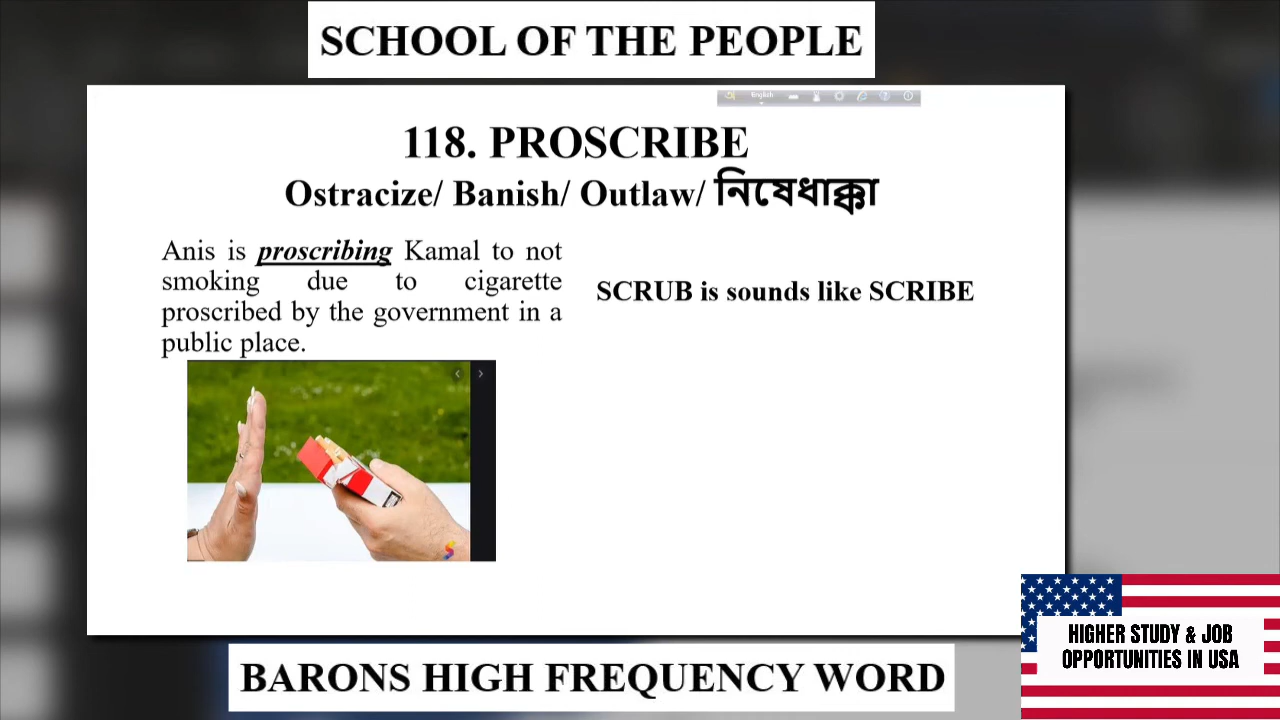 SCHOOL OF THE PEOPLE
English
118. PROSCRIBE
Ostracize/ Banish/ Outlaw/ নিষেধাক্কা
Anis is proscribing Kamal to not
smoking due to cigarette
proscribed by the government in a
public place.
SCRUB is sounds like SCRIBE
HIGHER STUDY & JOB
OPPORTUNITIES IN USA
BARONS HIGH FREQUENCY WORD